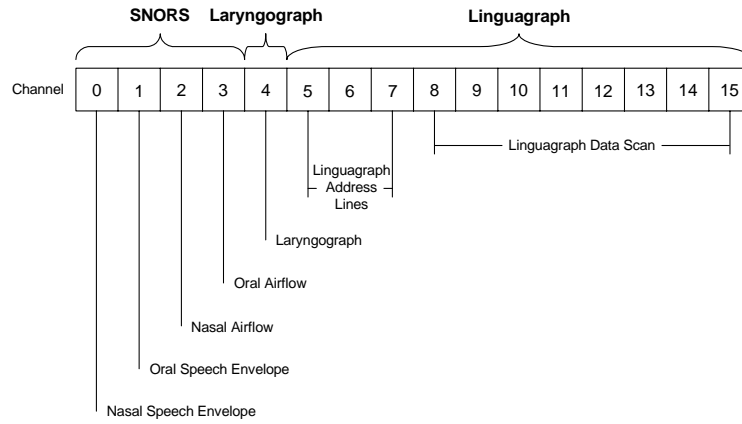 SNORS Laryngograph Linguagraph
Channel 0 1 2 3 4 5 6 7 8 9 10 11 12 13 14 15
Linguagraph Data Scan
Linguagraph
Address
Lines
Laryngograph
Oral Airflow
Nasal Airflow
Oral Speech Envelope
Nasal Speech Envelope